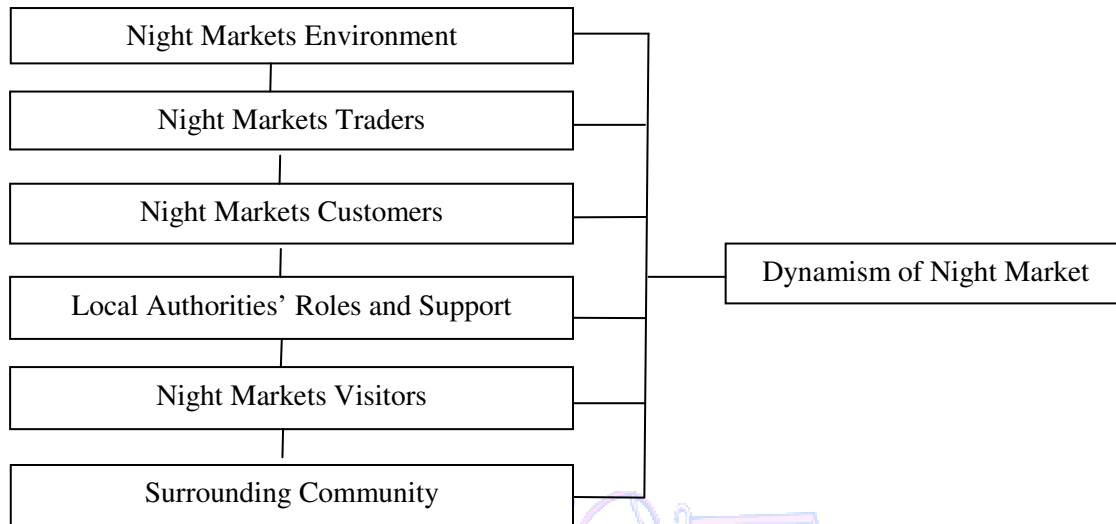 Night Markets Environment
Night Markets Traders
Night Markets Customers
Local Authorities’ Roles and Support
Night Markets Visitors
Surrounding Community
Dynamism of Night Market